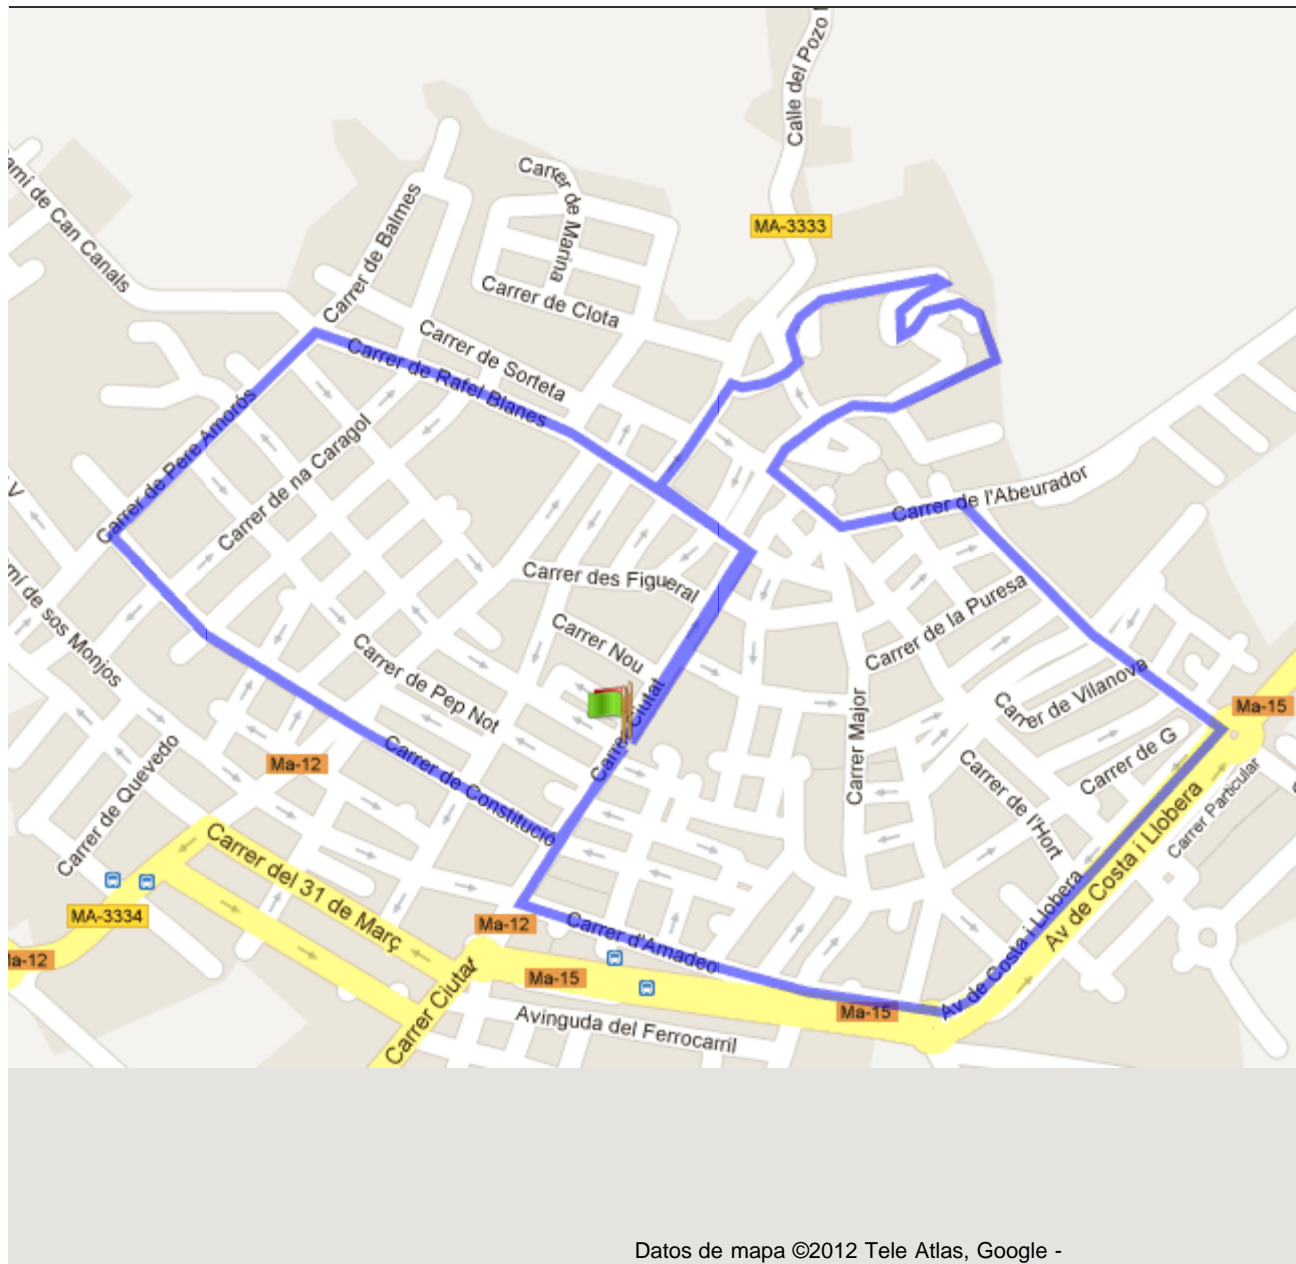 Calle del Pozo
amí de Can Canals
Carrer de Balmes
Carrer de Marina
MA-3333
Carrer de Clota
Carrer de Sorteta
Carrer de Rafel Blanes
Carrer de Pere Amorós
Carrer de na Caragol
Carrer de l'Abeurador
V
Carrer des Figueral
Carrer de la Puresa
mí de sos Monjos
Carrer Nou
Carrer de Pep Not
Carrer Ciutat
Carrer de Vilanova
Carrer Major
Ma-15
Ma-12
Carrer de Quevedo
Carrer de Constitució
Carrer de G
Carrer de l'Hort
Carrer Particular
Carrer del 31 de Març
Av de Costa i Llobera
Av de Costa i Llobera
MA-3334
Ma-12
Carrer d'Amadeo
Ma-12
Ma-15
Ma-15
Carrer Ciutat
Avinguda del Ferrocarril
Datos de mapa ©2012 Tele Atlas, Google -